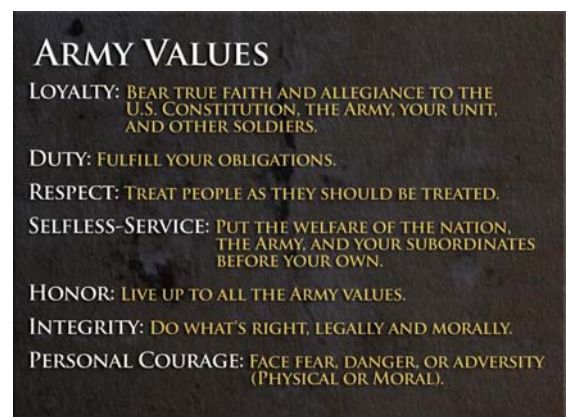 ARMY VALUES
LOYALTY: BEAR TRUE FAITH AND ALLEGIANCE TO THE
U.S. CONSTITUTION, THE ARMY, YOUR UNIT,
AND OTHER SOLDIERS.
DUTY: FULFILL YOUR OBLIGATIONS.
RESPECT: TREAT PEOPLE AS THEY SHOULD BE TREATED.
SELFLESS-SERVICE: PUT THE WELFARE OF THE NATION,
THE ARMY, AND YOUR SUBORDINATES
BEFORE YOUR OWN.
HONOR: LIVE UP TO ALL THE ARMY VALUES.
INTEGRITY: DO WHAT'S RIGHT, LEGALLY AND MORALLY.
PERSONAL COURAGE: FACE FEAR, DANGER, OR ADVERSITY
(PHYSICAL OR MORAL).